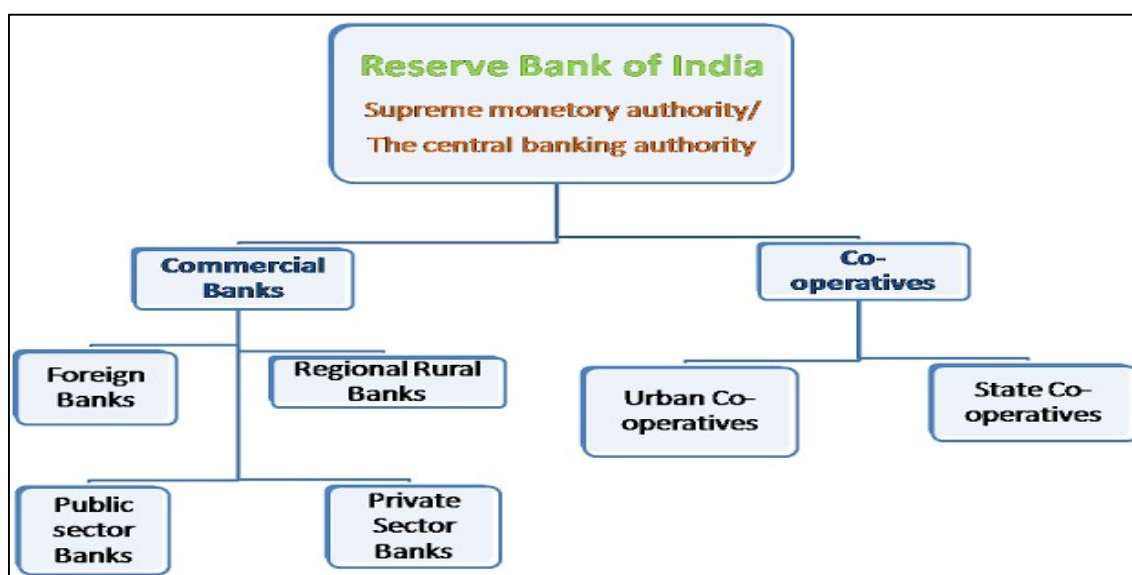 Reserve Bank of India
Supreme monetory authority/
The central banking authority
Commercial
Banks
Co-
operatives
Foreign
Banks
Regional Rural
Banks
Urban Co-
operatives
State Co-
operatives
Public
sector
Banks
Private
Sector
Banks